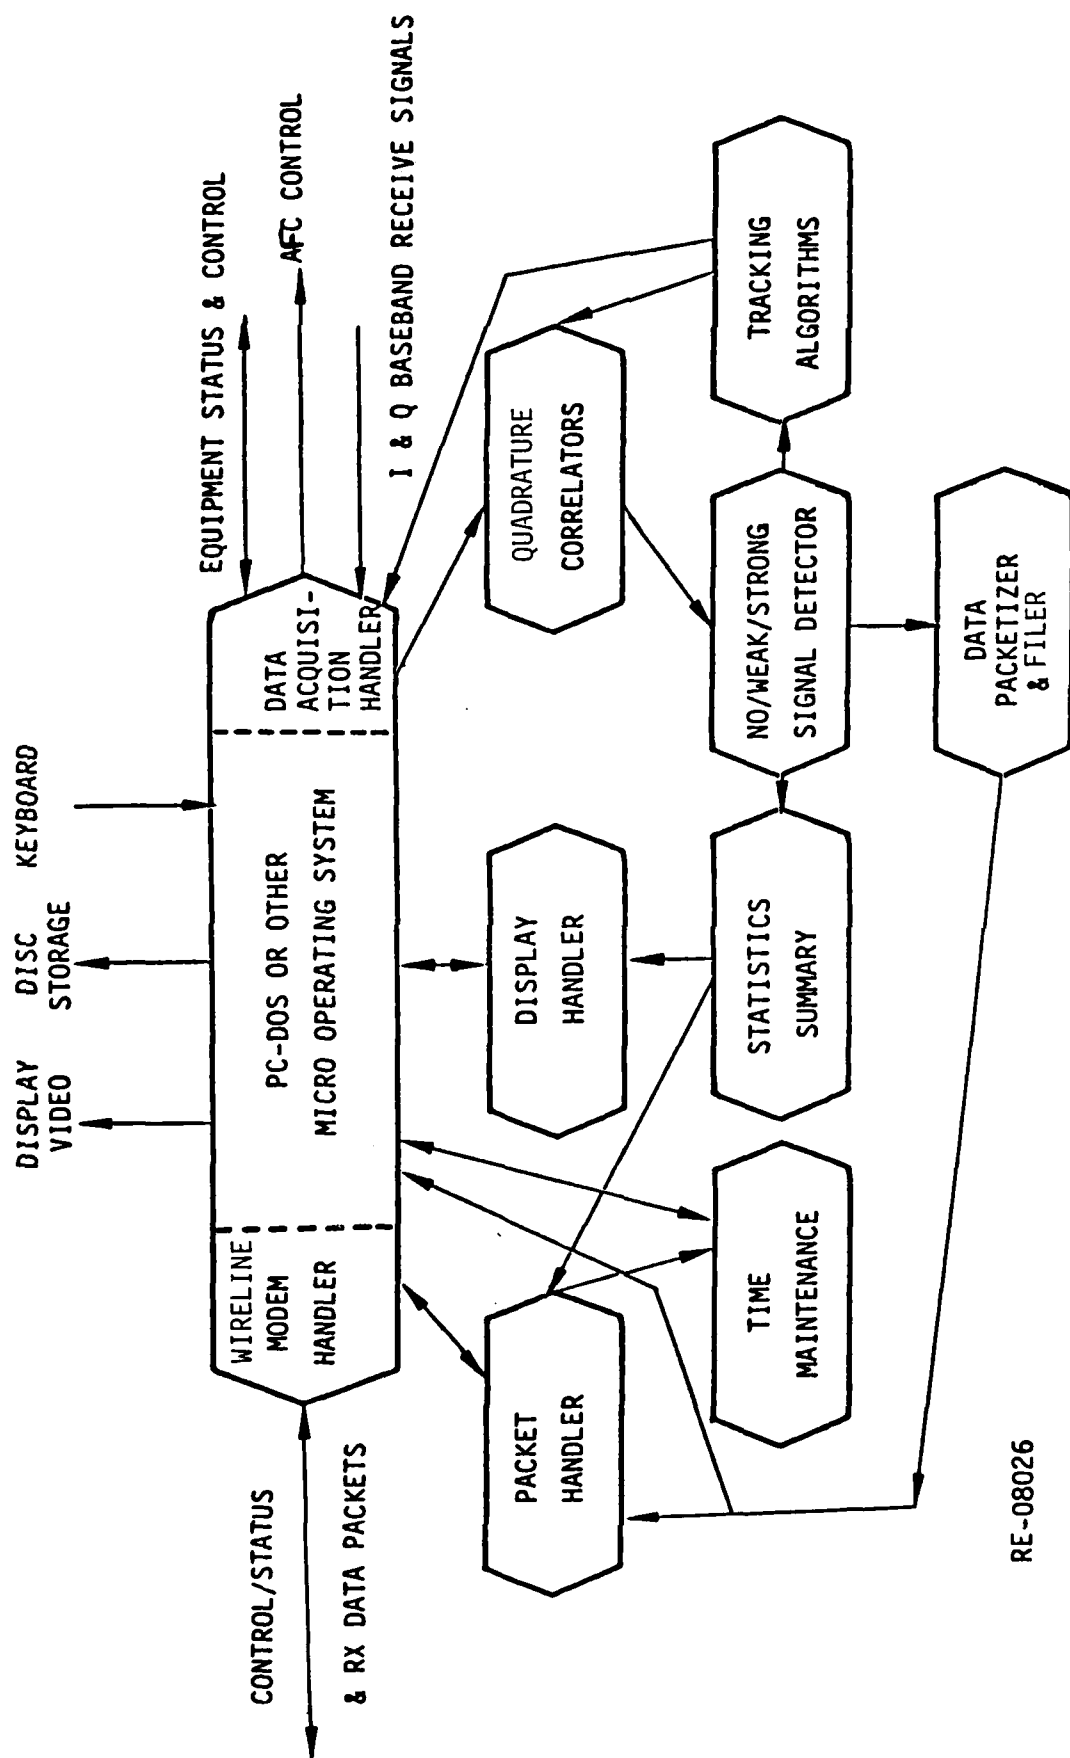 DISPLAY
VIDEO
DISC
STORAGE
KEYBOARD
EQUIPMENT STATUS & CONTROL
AFC CONTROL
I & Q BASEBAND RECEIVE SIGNALS
CONTROL/STATUS
& RX DATA PACKETS
WIRELINE
MODEM
HANDLER
PC-DOS OR OTHER
MICRO OPERATING SYSTEM
DATA
ACQUISI-
TION
HANDLER
PACKET
HANDLER
DISPLAY
HANDLER
QUADRATURE
CORRELATORS
TIME
MAINTENANCE
STATISTICS
SUMMARY
NO/WEAK/STRONG
SIGNAL DETECTOR
TRACKING
ALGORITHMS
DATA
PACKETIZER
& FILER
RE-08026